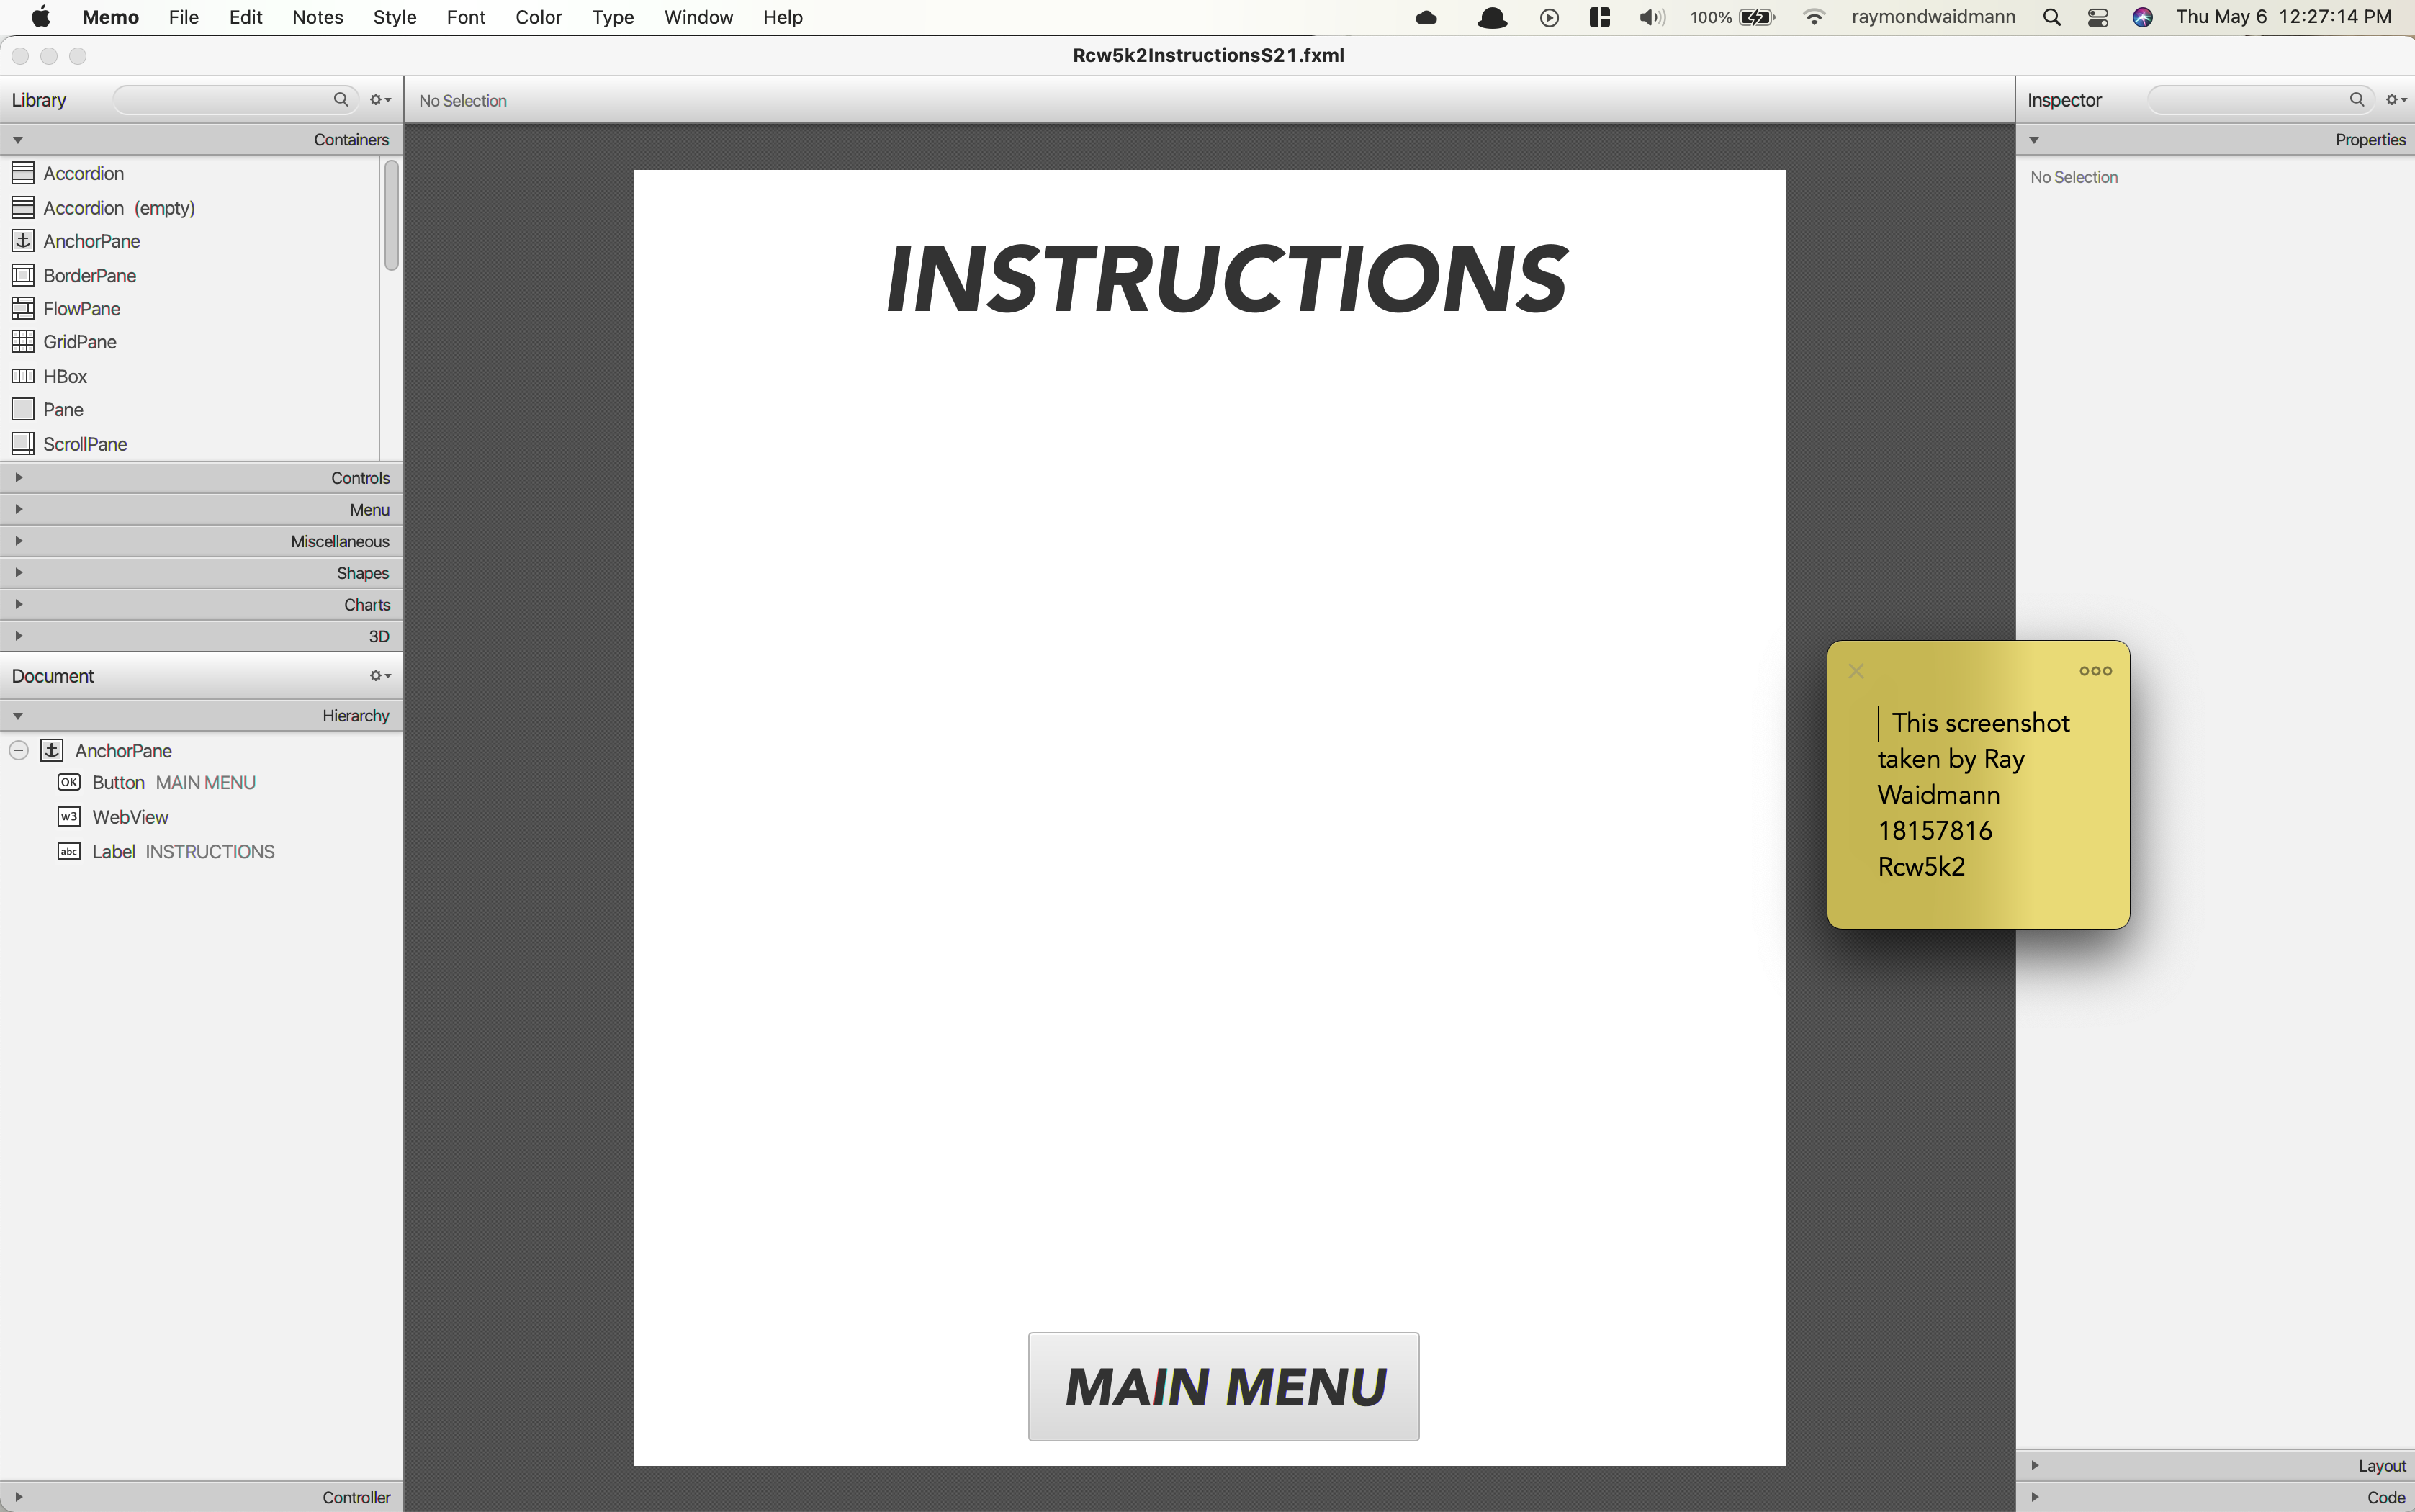 Memo File Edit Notes Style Font Color Type Window Help 100% raymondwaidmann Thu May 6 12:27:14 PM
Rcw5k2InstructionsS21.fxml
Library
No Selection
Inspector
Containers
Properties
Accordion
Accordion (empty)
AnchorPane
BorderPane
FlowPane
GridPane
HBox
Pane
ScrollPane
Controls
Menu
Miscellaneous
Shapes
Charts
3D
Document
Hierarchy
AnchorPane
OK Button MAIN MENU
w3 WebView
abc Label INSTRUCTIONS
Controller
INSTRUCTIONS
MAIN MENU
No Selection
This screenshot
taken by Ray
Waidmann
18157816
Rcw5k2
Layout
Code